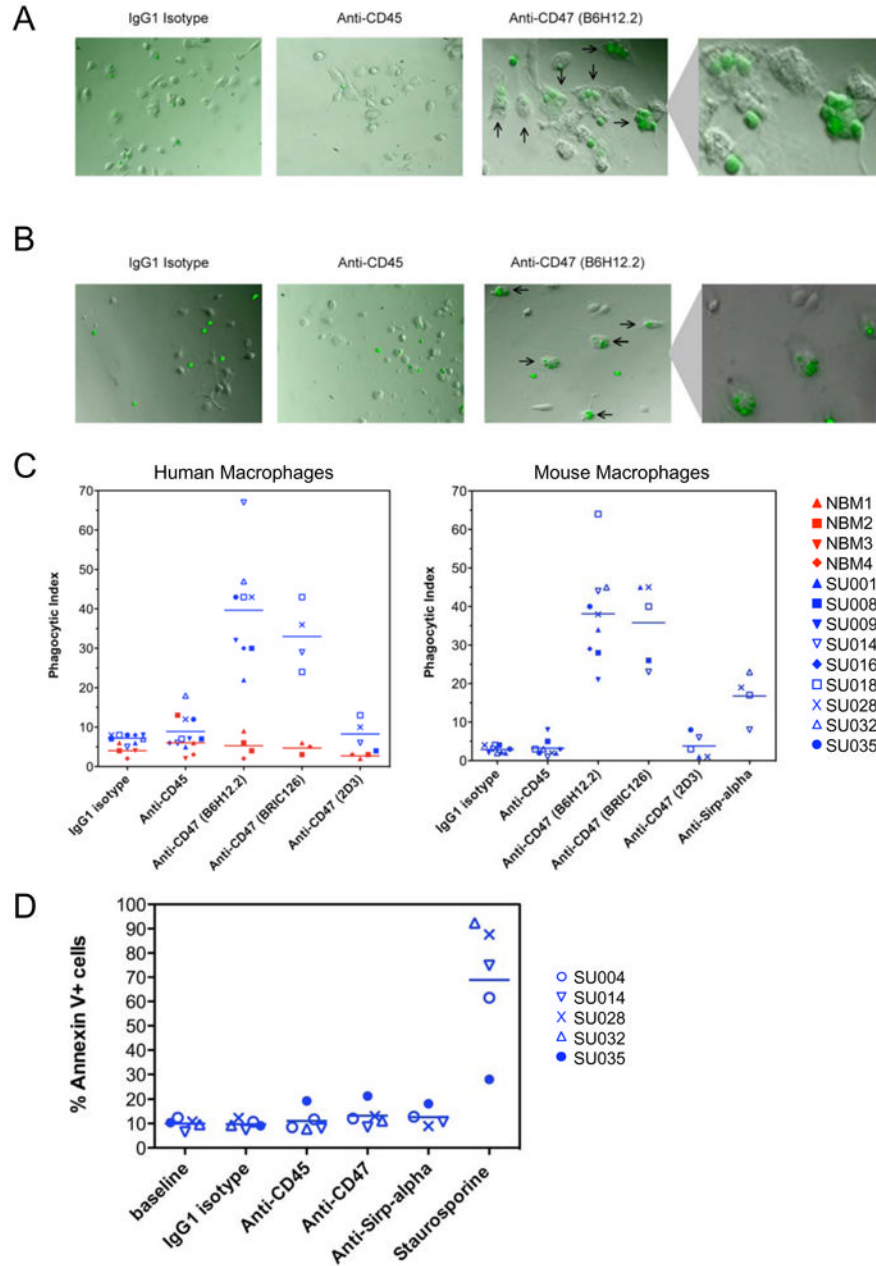 A
IgG1 Isotype
Anti-CD45
Anti-CD47 (B6H12.2)
B
IgG1 Isotype
Anti-CD45
Anti-CD47 (B6H12.2)
C
Human Macrophages
Phagocytic Index
70
60
50
40
30
20
10
0
IgG1 isotype
Anti-CD45
Anti-CD47 (B6H12.2)
Anti-CD47 (BRIC126)
Anti-CD47 (2D3)
Mouse Macrophages
Phagocytic Index
70
60
50
40
30
20
10
0
IgG1 isotype
Anti-CD45
Anti-CD47 (B6H12.2)
Anti-CD47 (BRIC126)
Anti-CD47 (2D3)
Anti-Sirp-alpha
NBM1
NBM2
NBM3
NBM4
SU001
SU008
SU009
SU014
SU016
SU018
SU028
SU032
SU035
D
% Annexin V+ cells
100
90
80
70
60
50
40
30
20
10
0
baseline
IgG1 isotype
Anti-CD45
Anti-CD47
Anti-Sirp-alpha
Staurosporine
SU004
SU014
SU028
SU032
SU035